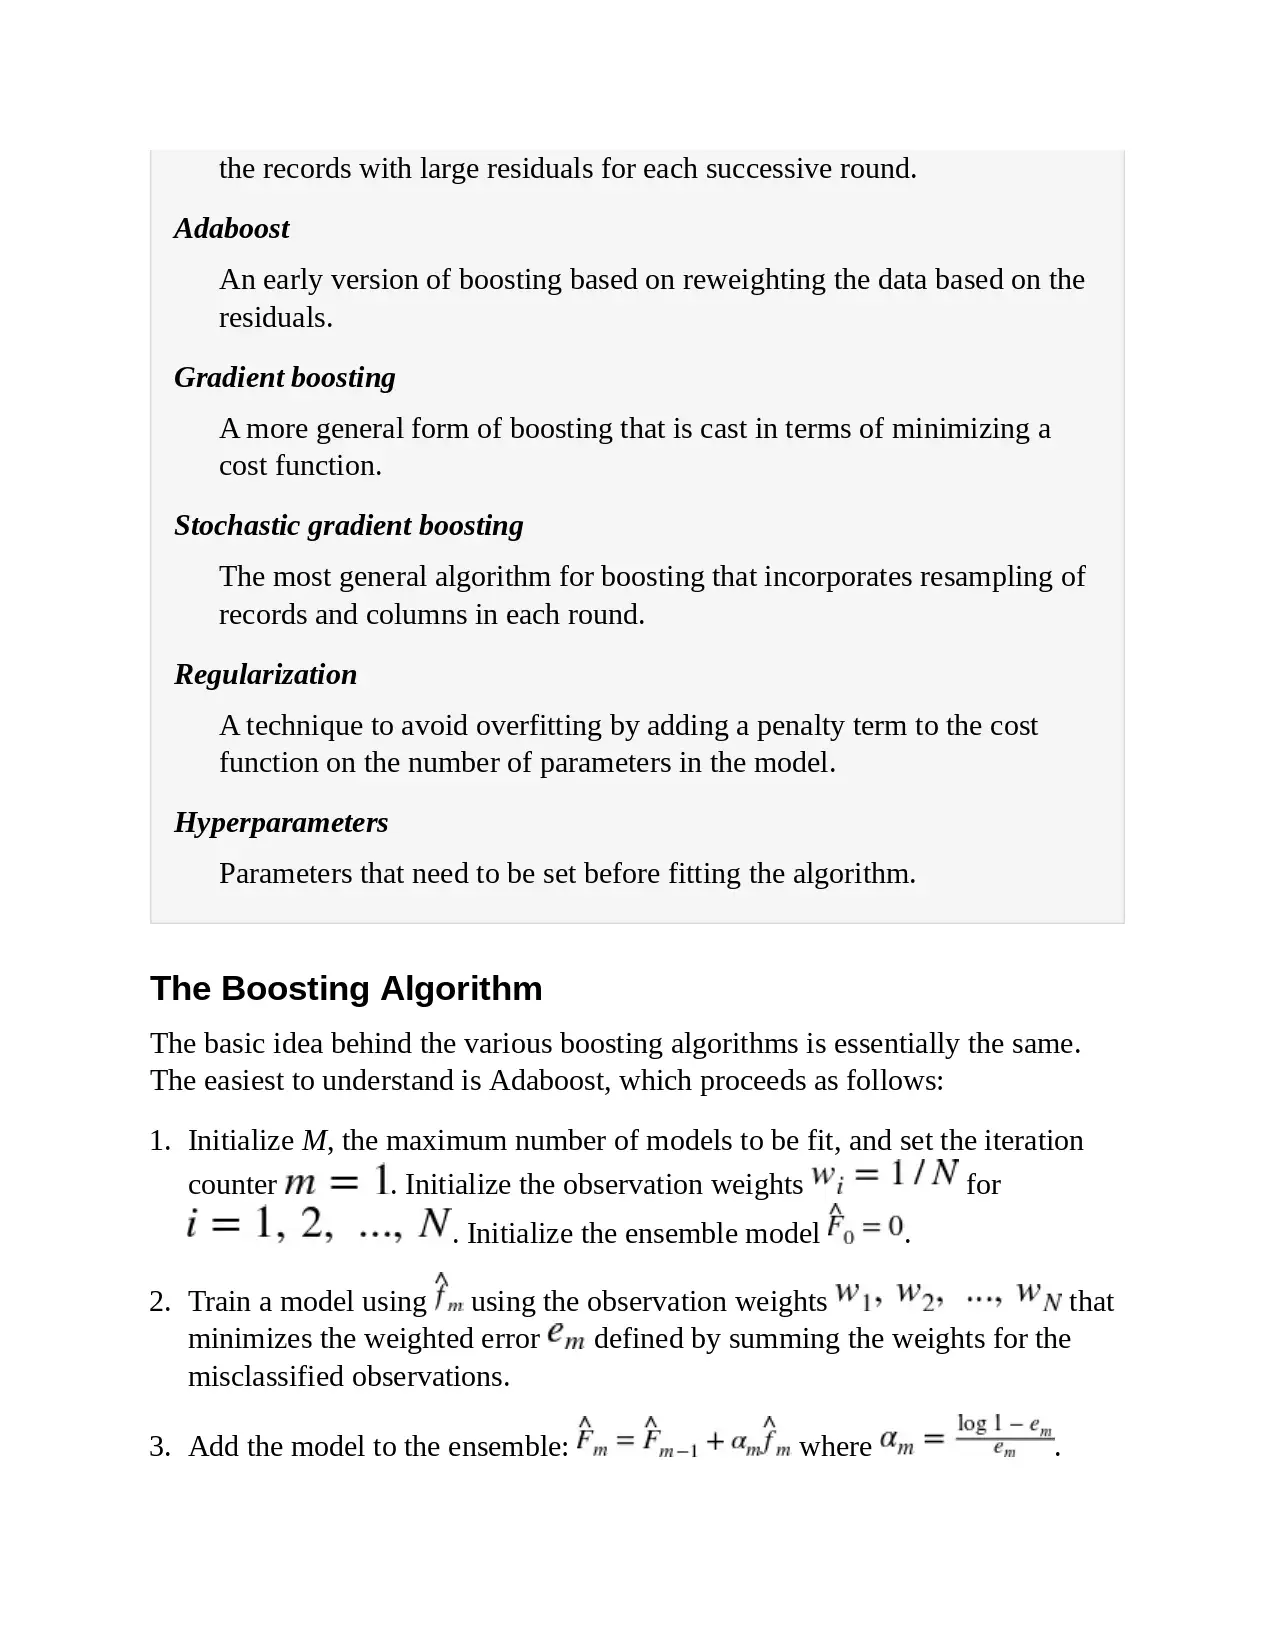 the records with large residuals for each successive round.
Adaboost
An early version of boosting based on reweighting the data based on the
residuals.
Gradient boosting
A more general form of boosting that is cast in terms of minimizing a
cost function.
Stochastic gradient boosting
The most general algorithm for boosting that incorporates resampling of
records and columns in each round.
Regularization
A technique to avoid overfitting by adding a penalty term to the cost
function on the number of parameters in the model.
Hyperparameters
Parameters that need to be set before fitting the algorithm.
The Boosting Algorithm
The basic idea behind the various boosting algorithms is essentially the same.
The easiest to understand is Adaboost, which proceeds as follows:
1. Initialize M, the maximum number of models to be fit, and set the iteration
counter m = 1. Initialize the observation weights w_i = 1 / N for
i = 1, 2, ..., N. Initialize the ensemble model F̂_0 = 0.
2. Train a model using f̂_m using the observation weights w_1, w_2, ..., w_N that
minimizes the weighted error e_m defined by summing the weights for the
misclassified observations.
3. Add the model to the ensemble: F̂_m = F̂_{m−1} + α_m f̂_m where α_m = \frac{log 1 − e_m}{e_m}.